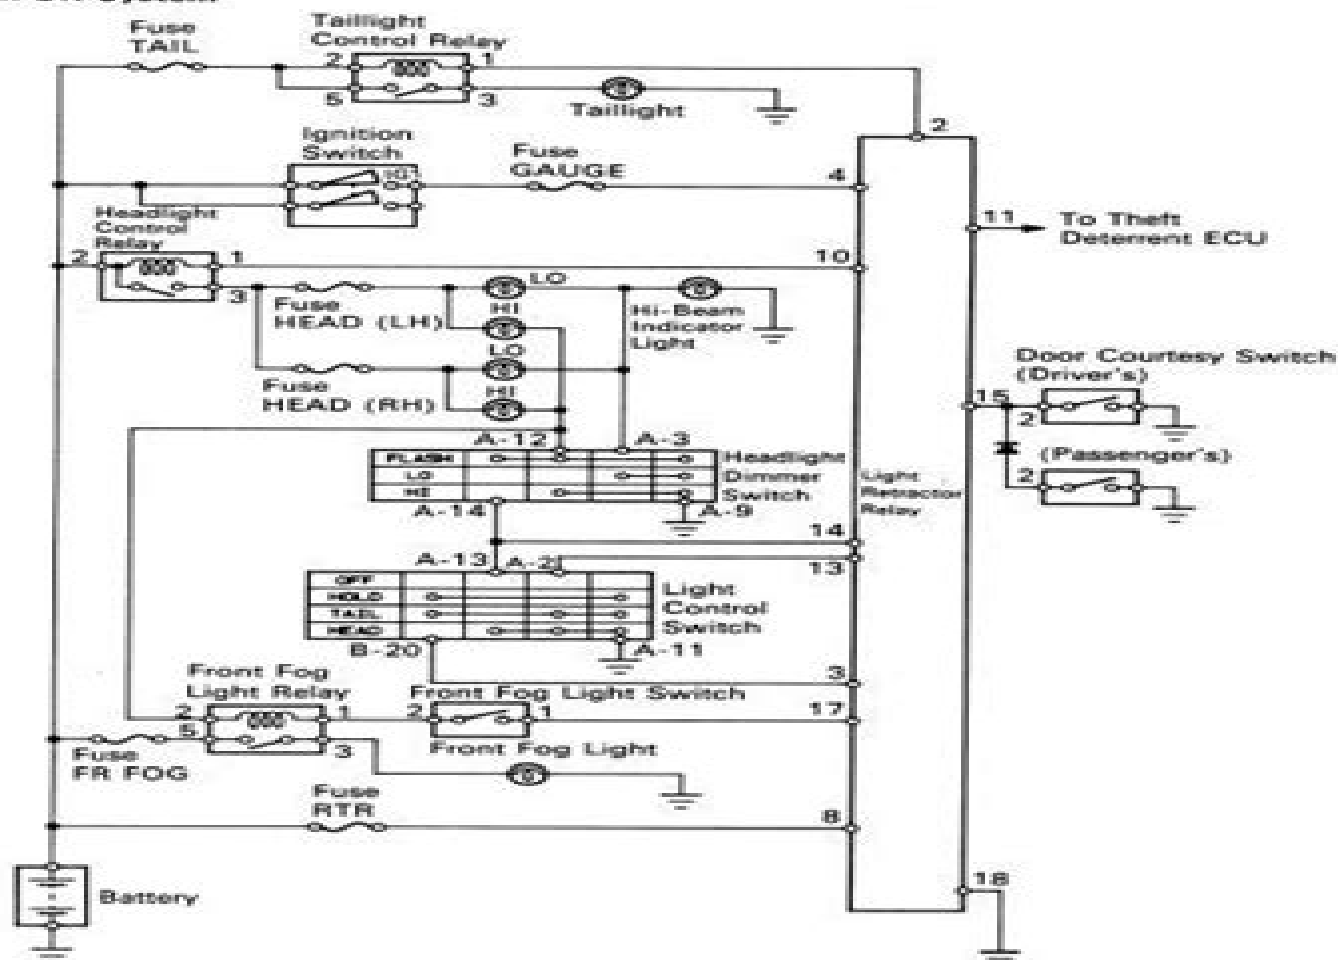 System
Fuse
TAIL
Taillight
Control Relay
2
1
5
3
Taillight
2
Ignition
Switch
IG1
Fuse
GAUGE
4
11
To Theft
Deterrent ECU
Headlight
Control
Relay
2
1
3
10
Fuse
HEAD (LH)
LO
HI
Hi-Beam
Indicator
Light
LO
HI
Fuse
HEAD (RH)
Door Courtesy Switch
(Driver's)
15
2
(Passenger's)
2
A-12
A-3
FLASH
LO
HI
Headlight
Dimmer
Switch
A-14
A-9
Light
Retractor
Relay
14
13
A-13
A-2
OFF
HOLD
TAIL
HEAD
Light
Control
Switch
B-20
A-11
3
Front Fog
Light Relay
2
1
5
3
Front Fog Light Switch
2
1
17
Fuse
FR FOG
Front Fog Light
Fuse
RTR
8
Battery
18